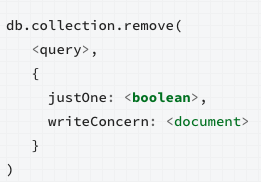 db.collection.remove(
   <query>,
   {
     justOne: <boolean>,
     writeConcern: <document>
   }
)